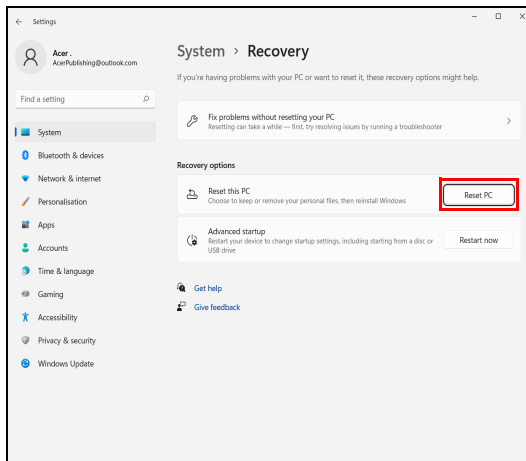 Settings
Acer .
AcerPublishing@outlook.com
Find a setting
System
Bluetooth & devices
Network & internet
Personalisation
Apps
Accounts
Time & language
Gaming
Accessibility
Privacy & security
Windows Update
System > Recovery
If you're having problems with your PC or want to reset it, these recovery options might help.
Fix problems without resetting your PC
Resetting can take a while — first, try resolving issues by running a troubleshooter
Recovery options
Reset this PC
Choose to keep or remove your personal files, then reinstall Windows
Reset PC
Advanced startup
Restart your device to change startup settings, including starting from a disc or
USB drive
Restart now
Get help
Give feedback